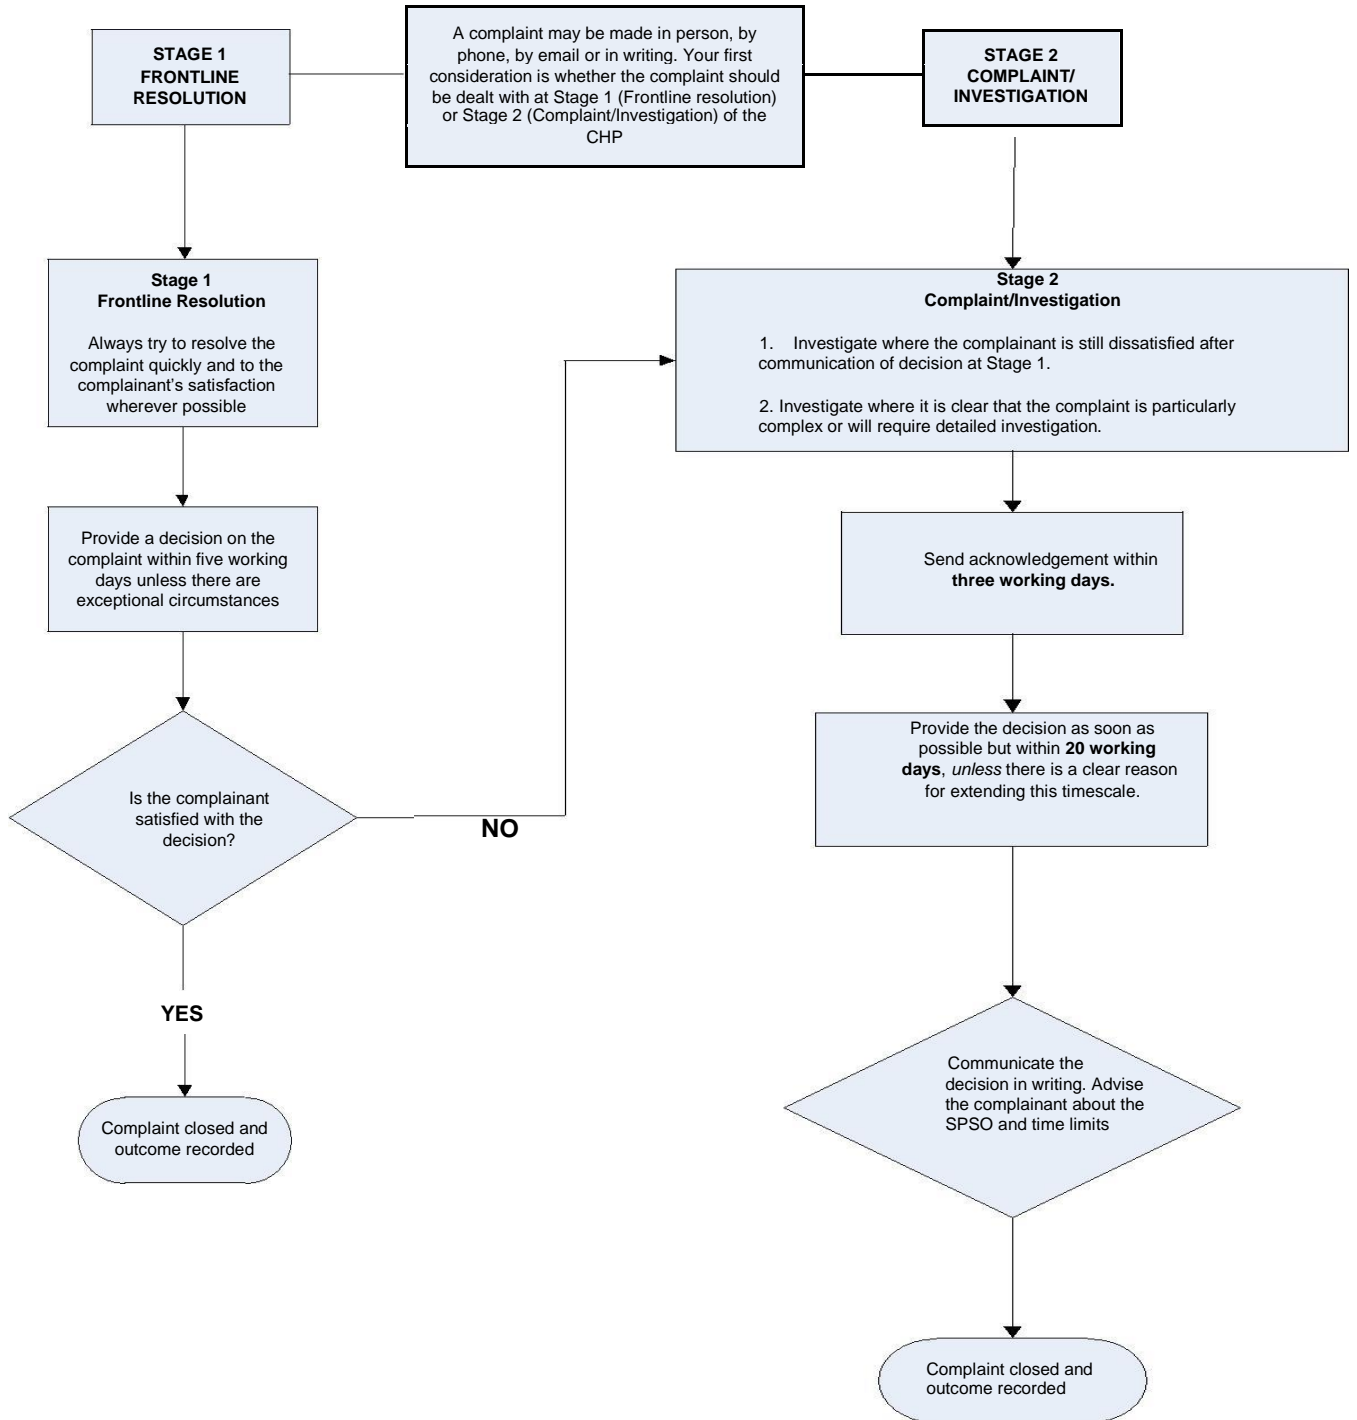 STAGE 1
FRONTLINE
RESOLUTION
A complaint may be made in person, by
phone, by email or in writing. Your first
consideration is whether the complaint should
be dealt with at Stage 1 (Frontline resolution)
or Stage 2 (Complaint/Investigation) of the
CHP
STAGE 2
COMPLAINT/
INVESTIGATION
Stage 1
Frontline Resolution
Always try to resolve the
complaint quickly and to the
complainant's satisfaction
wherever possible
Provide a decision on the
complaint within five working
days unless there are
exceptional circumstances
Is the complainant
satisfied with the
decision?
NO
YES
Complaint closed and
outcome recorded
Stage 2
Complaint/Investigation
1. Investigate where the complainant is still dissatisfied after
communication of decision at Stage 1.
2. Investigate where it is clear that the complaint is particularly
complex or will require detailed investigation.
Send acknowledgement within
three working days.
Provide the decision as soon as
possible but within 20 working
days, unless there is a clear reason
for extending this timescale.
Communicate the
decision in writing. Advise
the complainant about the
SPSO and time limits
Complaint closed and
outcome recorded